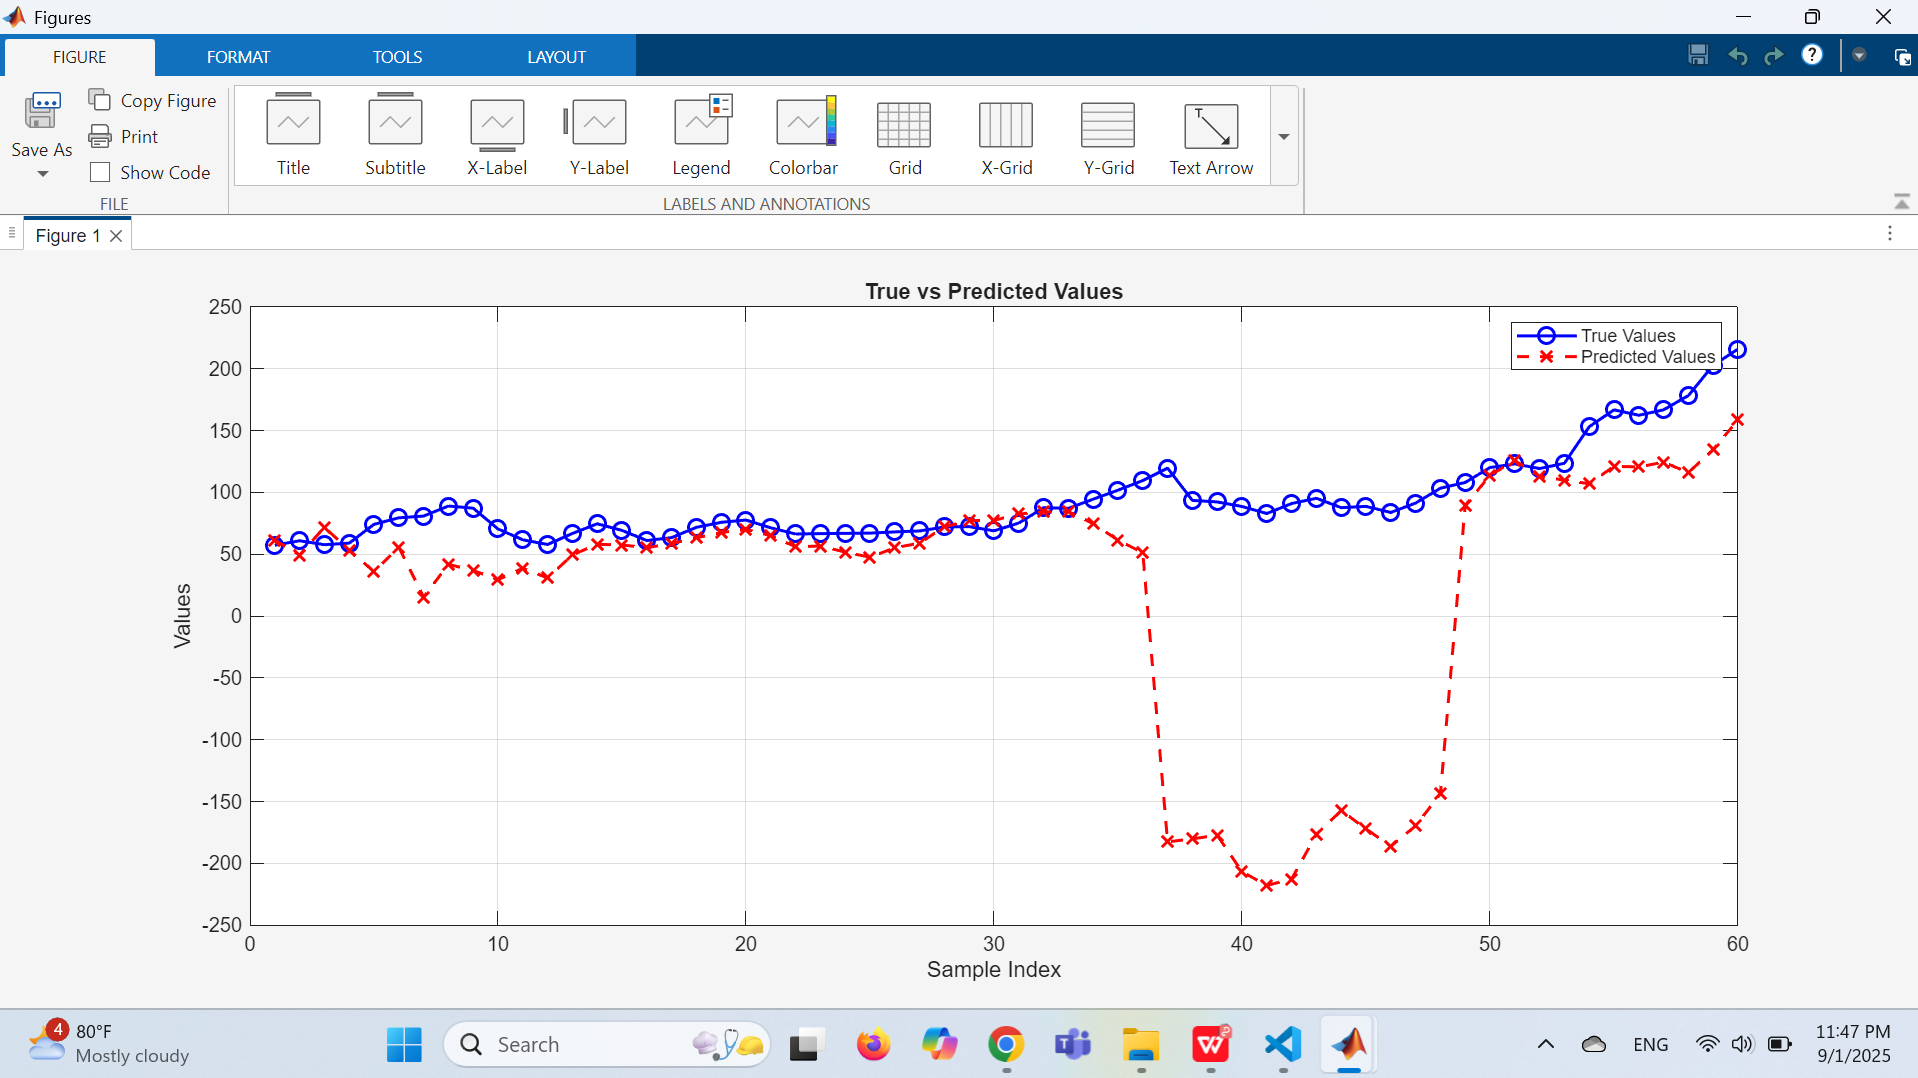 Figures
FIGURE FORMAT TOOLS LAYOUT
Save As
Copy Figure
Print
Show Code
FILE
Title Subtitle X-Label Y-Label Legend Colorbar Grid X-Grid Y-Grid Text Arrow
LABELS AND ANNOTATIONS
Figure 1
True vs Predicted Values
True Values
Predicted Values
250
200
150
100
50
0
-50
-100
-150
-200
-250
Values
0 10 20 30 40 50 60
Sample Index
4
80°F
Mostly cloudy
Search
ENG
11:47 PM
9/1/2025